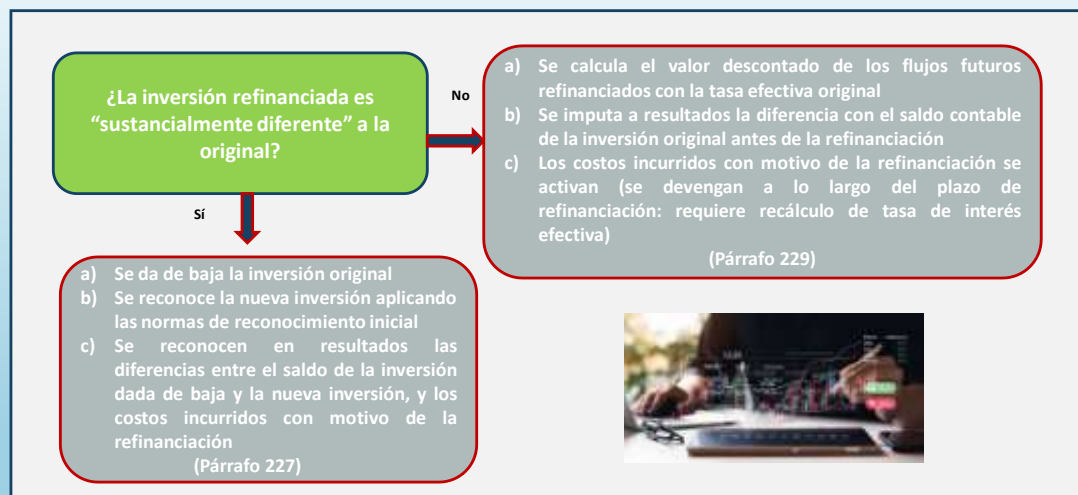 ¿La inversión refinanciada es
“sustancialmente diferente” a la
original?
No
a) Se calcula el valor descontado de los flujos futuros
refinanciados con la tasa efectiva original
b) Se imputa a resultados la diferencia con el saldo contable
de la inversión original antes de la refinanciación
c) Los costos incurridos con motivo de la refinanciación se
activan (se devengan a lo largo del plazo de
refinanciación: requiere recálculo de tasa de interés
efectiva)
(Párrafo 229)
Sí
a) Se da de baja la inversión original
b) Se reconoce la nueva inversión aplicando
las normas de reconocimiento inicial
c) Se reconocen en resultados las
diferencias entre el saldo de la inversión
dada de baja y la nueva inversión, y los
costos incurridos con motivo de la
refinanciación
(Párrafo 227)